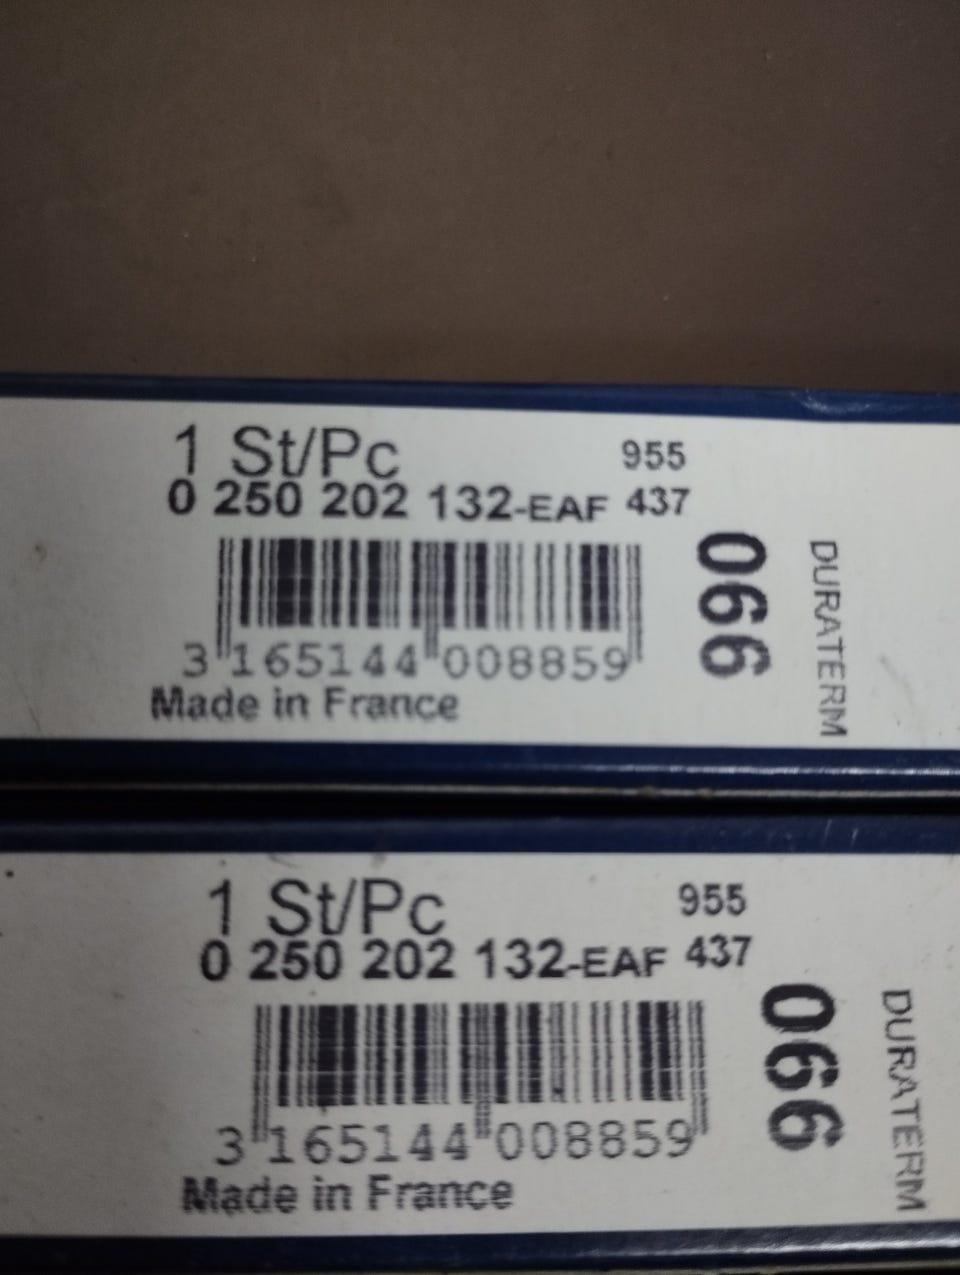 1 St/Pc 955
0 250 202 132-EAF 437
066
DURATERM
3 165144 008859
Made in France
1 St/Pc 955
0 250 202 132-EAF 437
066
DURATERM
3 165144 008859
Made in France